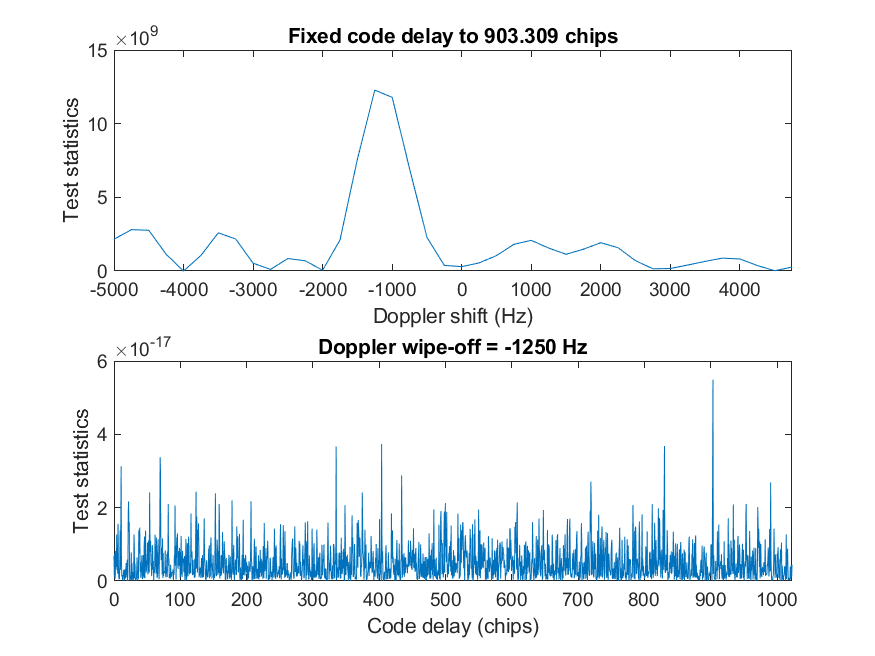 ×10^9
Fixed code delay to 903.309 chips
15
10
5
0
Test statistics
-5000 -4000 -3000 -2000 -1000 0 1000 2000 3000 4000
Doppler shift (Hz)
×10^-17
Doppler wipe-off = -1250 Hz
6
4
2
0
Test statistics
0 100 200 300 400 500 600 700 800 900 1000
Code delay (chips)